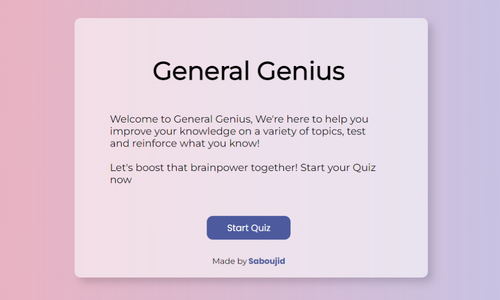 General Genius
Welcome to General Genius, We're here to help you
improve your knowledge on a variety of topics, test
and reinforce what you know!
Let's boost that brainpower together! Start your Quiz
now
Start Quiz
Made by Saboujid